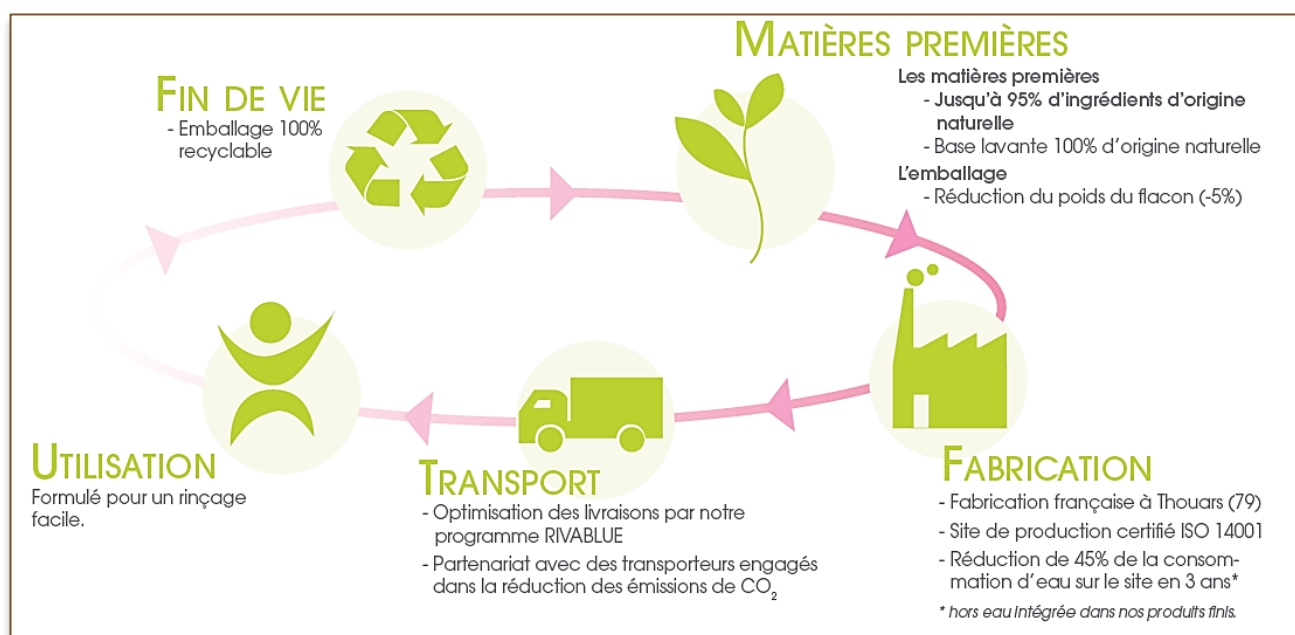 MATIÈRES PREMIÈRES
Les matières premières
- Jusqu'à 95% d'ingrédients d'origine
naturelle
- Base lavante 100% d'origine naturelle
L'emballage
- Réduction du poids du flacon (-5%)
FIN DE VIE
- Emballage 100%
recyclable
UTILISATION
Formulé pour un rinçage
facile.
TRANSPORT
- Optimisation des livraisons par notre
programme RIVABLUE
- Partenariat avec des transporteurs engagés
dans la réduction des émissions de CO₂
FABRICATION
- Fabrication française à Thouars (79)
- Site de production certifié ISO 14001
- Réduction de 45% de la consom-
mation d'eau sur le site en 3 ans*
* hors eau intégrée dans nos produits finis.